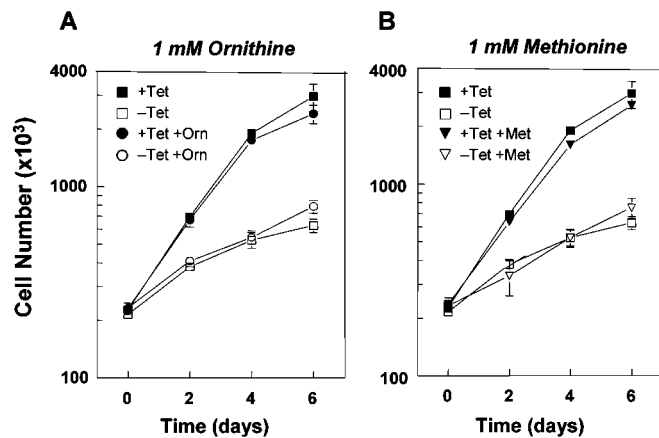 A
1 mM Ornithine
4000
1000
100
Cell Number (x10³)
+Tet
–Tet
+Tet +Orn
–Tet +Orn
0 2 4 6
Time (days)
B
1 mM Methionine
4000
1000
100
+Tet
–Tet
+Tet +Met
–Tet +Met
0 2 4 6
Time (days)